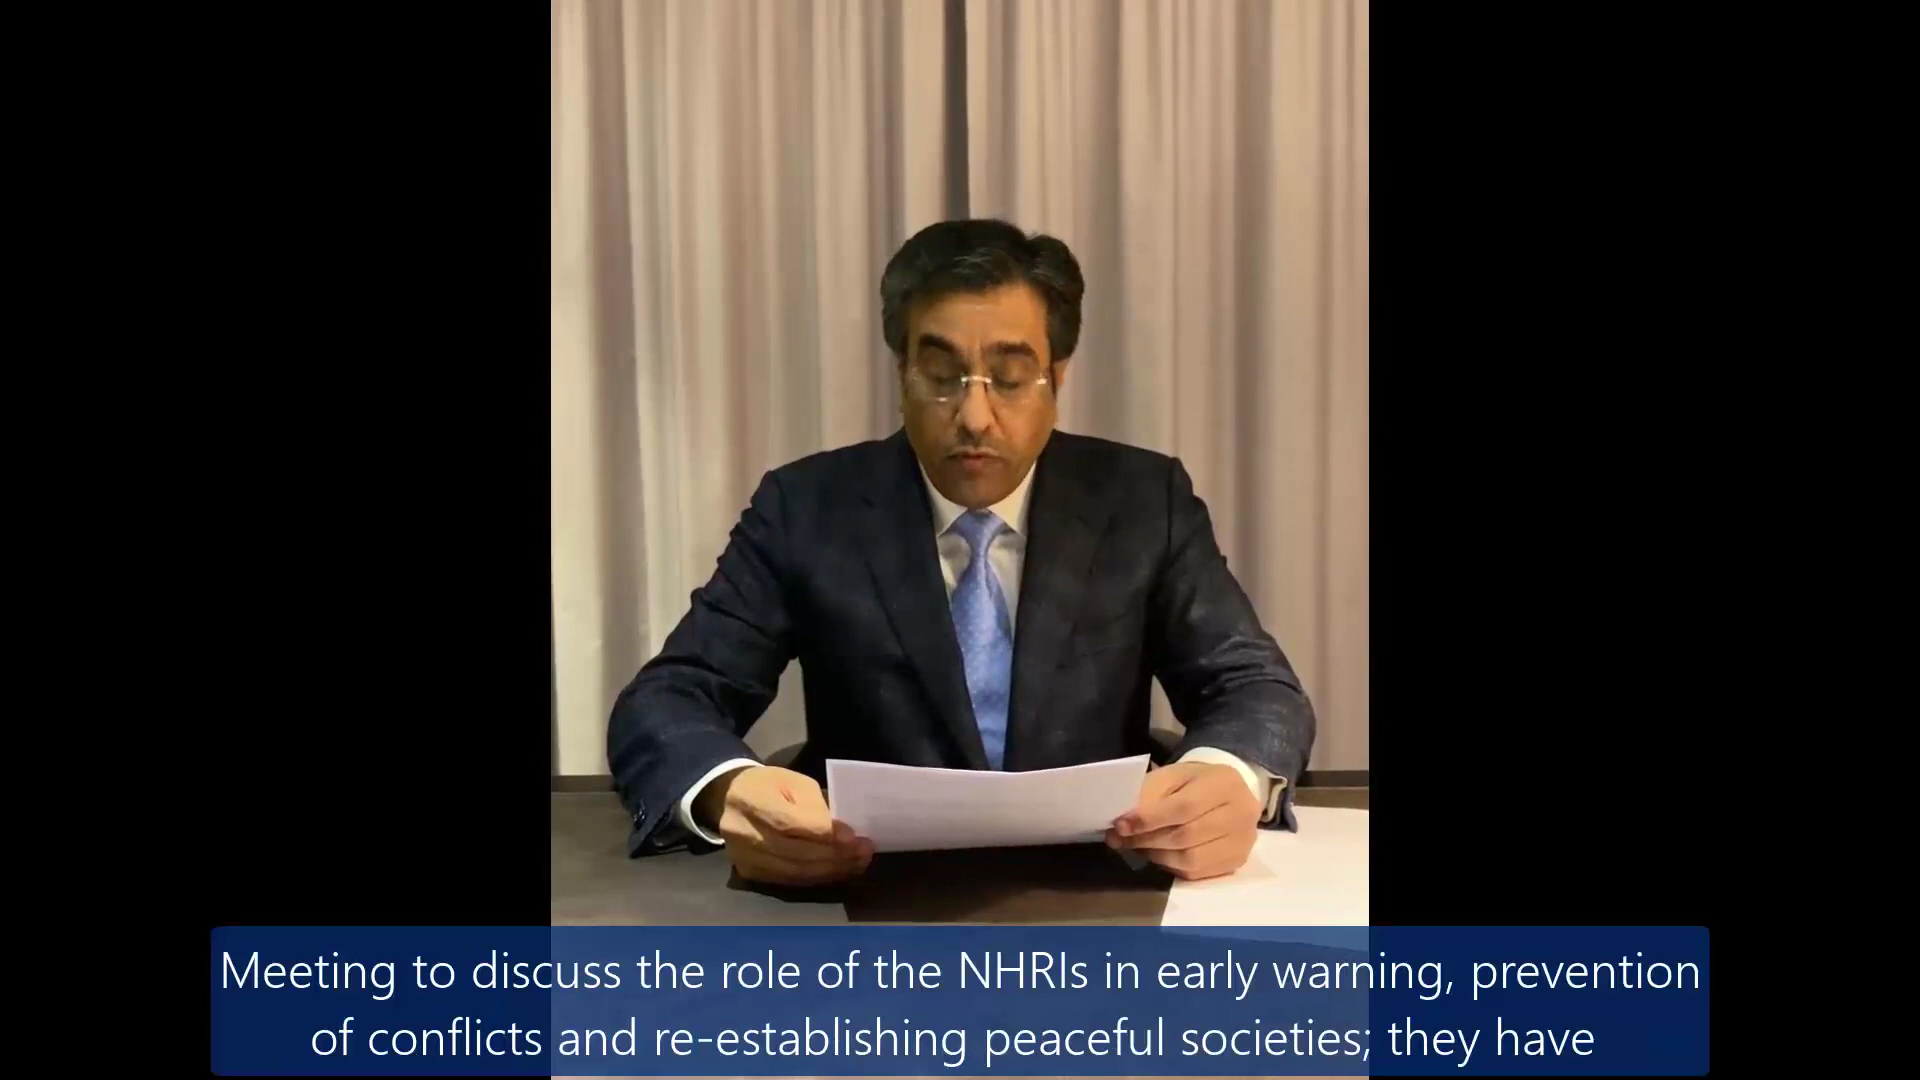 Meeting to discuss the role of the NHRIs in early warning, prevention
of conflicts and re-establishing peaceful societies; they have